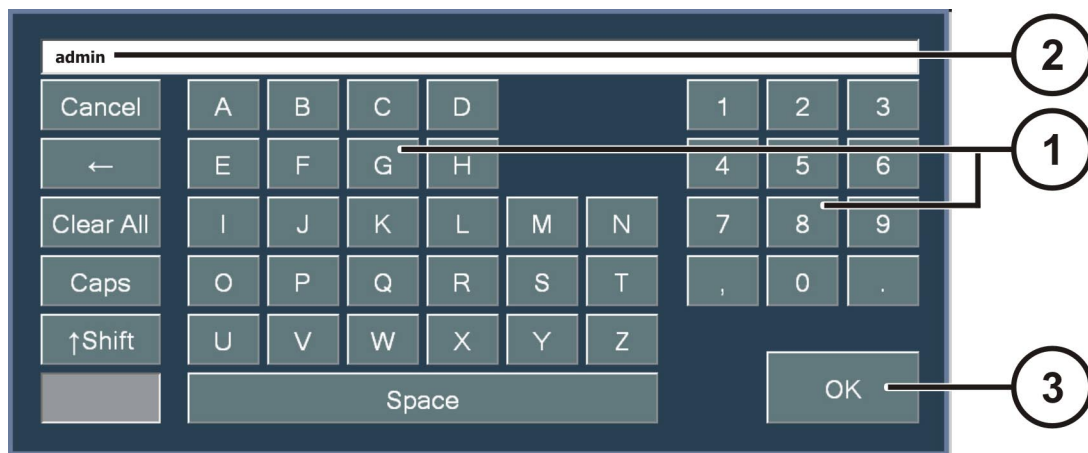 admin
2
Cancel A B C D 1 2 3
← E F G H 4 5 6
1
Clear All I J K L M N 7 8 9
Caps O P Q R S T , 0 .
↑Shift U V W X Y Z
Space OK
3